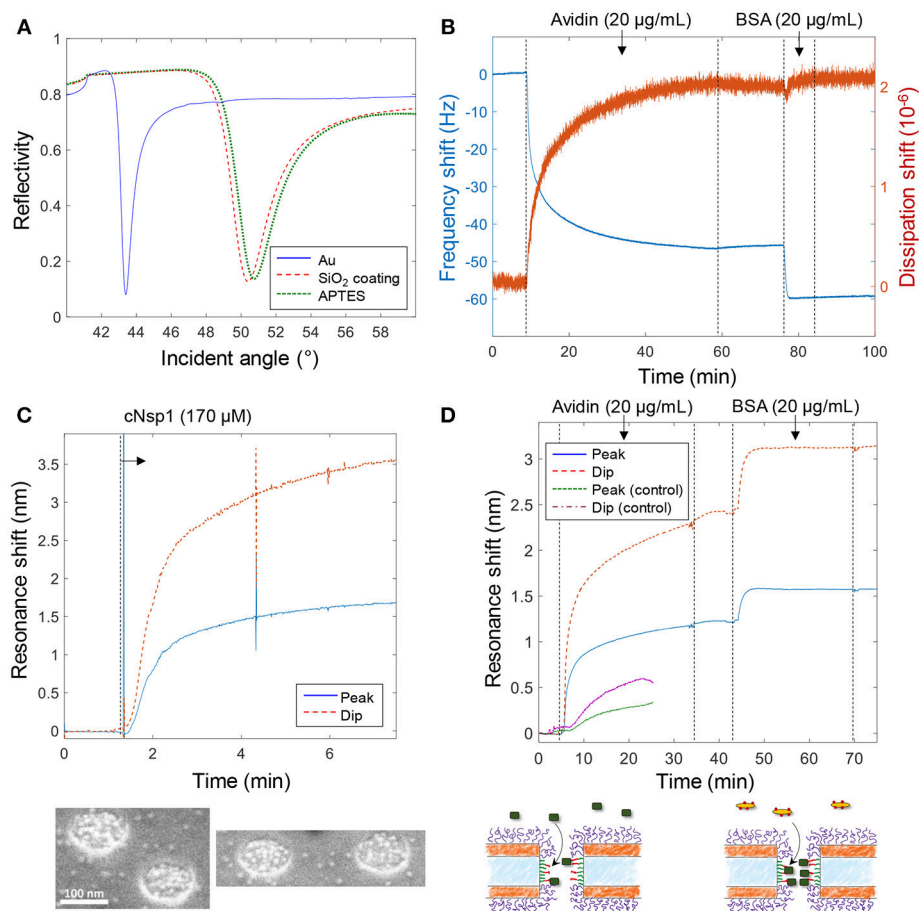 A
Reflectivity
1
0.8
0.6
0.4
0.2
0
42 44 46 48 50 52 54 56 58
Incident angle (°)
Au
SiO₂ coating
APTES
B
Avidin (20 µg/mL)
BSA (20 µg/mL)
Frequency shift (Hz)
0
-10
-20
-30
-40
-50
-60
Dissipation shift (10⁻⁶)
2
1
0
0 20 40 60 80 100
Time (min)
C
cNsp1 (170 µM)
Resonance shift (nm)
3.5
3
2.5
2
1.5
1
0.5
0
0 2 4 6
Time (min)
Peak
Dip
100 nm
D
Avidin (20 µg/mL)
BSA (20 µg/mL)
Peak
Dip
Peak (control)
Dip (control)
Resonance shift (nm)
3
2.5
2
1.5
1
0.5
0
0 10 20 30 40 50 60 70
Time (min)